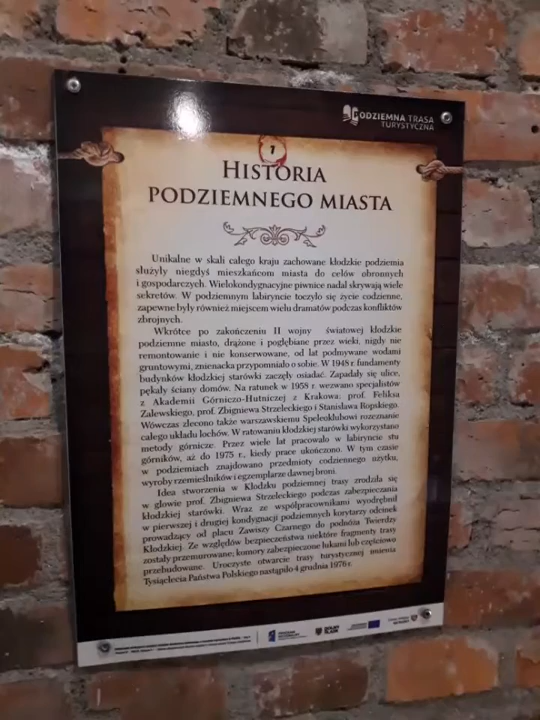 PODZIEMNA TRASA
TURYSTYCZNA
1
HISTORIA
PODZIEMNEGO MIASTA
Unikalne w skali całego kraju zachowane kłodzkie podziemia
służyły niegdyś mieszkańcom miasta do celów obronnych
i gospodarczych. Wielokondygnacyjne piwnice nadal skrywają wiele
sekretów. W podziemnym labiryncie toczyło się życie codzienne,
zapewne były również miejscem wielu dramatów podczas konfliktów
zbrojnych.
Wkrótce po zakończeniu II wojny światowej kłodzkie
podziemne miasto, drążone i pogłębiane przez wieki, nigdy nie
remontowanie i nie konserwowane, od lat podmywane wodami
gruntowymi, znienacka przypomniało o sobie. W 1948 r. fundamenty
budynków kłodzkiej starówki zaczęły osiadać. Zapadały się ulice,
pękały ściany domów. Na ratunek w 1958 r. wezwano specjalistów
z Akademii Górniczo-Hutniczej z Krakowa: prof. Feliksa
Zalewskiego, prof. Zbigniewa Strzeleckiego i Stanisława Ropskiego.
Wówczas zlecono także warszawskiemu Speleoklubowi rozeznanie
całego układu lochów. W ratowaniu kłodzkiej starówki wykorzystano
metody górnicze. Przez wiele lat pracowało w labiryncie stu
górników, aż do 1975 r., kiedy prace ukończono. W tym czasie
w podziemiach znajdowano przedmioty codziennego użytku,
wyroby rzemieślników i egzemplarze dawnej broni.
Idea stworzenia w Kłodzku podziemnej trasy zrodziła się
w głowie prof. Zbigniewa Strzeleckiego podczas zabezpieczania
kłodzkiej starówki. Wraz ze współpracownikami wyodrębnił
w pierwszej i drugiej kondygnacji podziemnych korytarzy odcinek
prowadzący od placu Zawiszy Czarnego do podnóża Twierdzy
Kłodzkiej. Ze względów bezpieczeństwa niektóre fragmenty trasy
zostały przemurowane; komory zabezpieczone łukami lub częściowo
przebudowane. Uroczyste otwarcie trasy turystycznej imienia
Tysiąclecia Państwa Polskiego nastąpiło 4 grudnia 1976 r.
DOLNY
ŚLĄSK